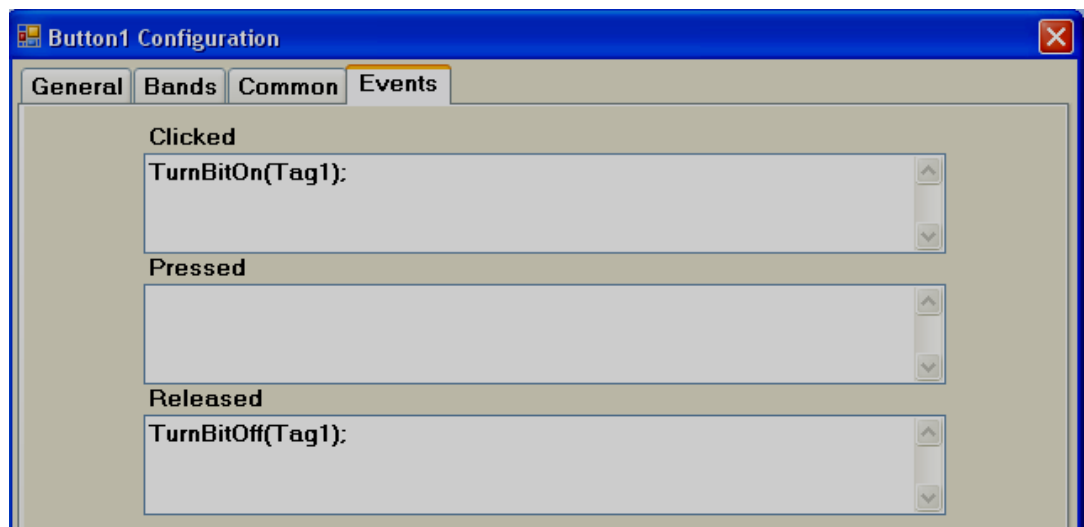 Button1 Configuration
General Bands Common Events
Clicked
TurnBitOn(Tag1);
Pressed
Released
TurnBitOff(Tag1);